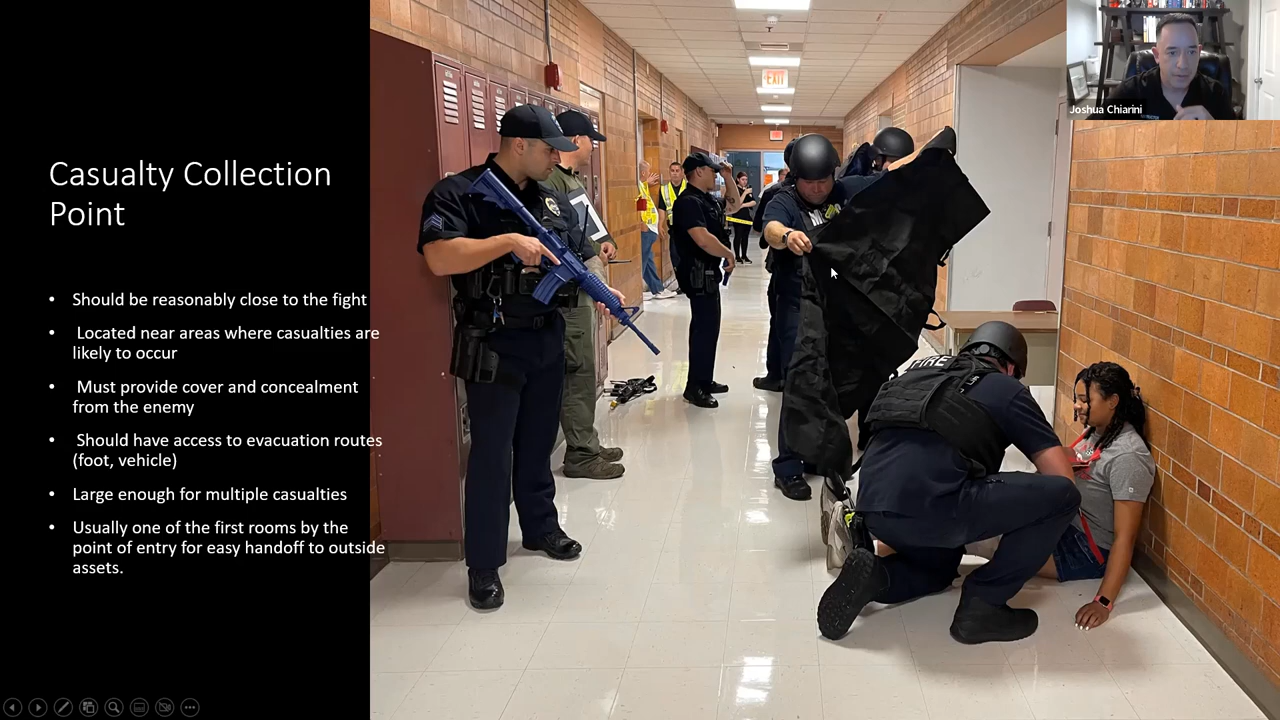 Casualty Collection
Point
• Should be reasonably close to the fight
• Located near areas where casualties are
likely to occur
• Must provide cover and concealment
from the enemy
• Should have access to evacuation routes
(foot, vehicle)
• Large enough for multiple casualties
• Usually one of the first rooms by the
point of entry for easy handoff to outside
assets.
EXIT
FIRE
Joshua Chiarini